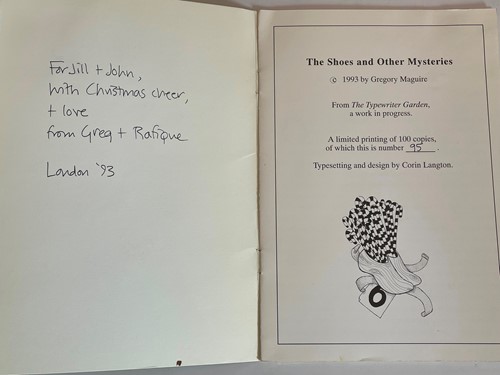 For Jill + John,
with Christmas cheer,
+ love
from Greg + Rafique
London '93
The Shoes and Other Mysteries
© 1993 by Gregory Maguire
From The Typewriter Garden,
a work in progress.
A limited printing of 100 copies,
of which this is number 95.
Typesetting and design by Corin Langton.